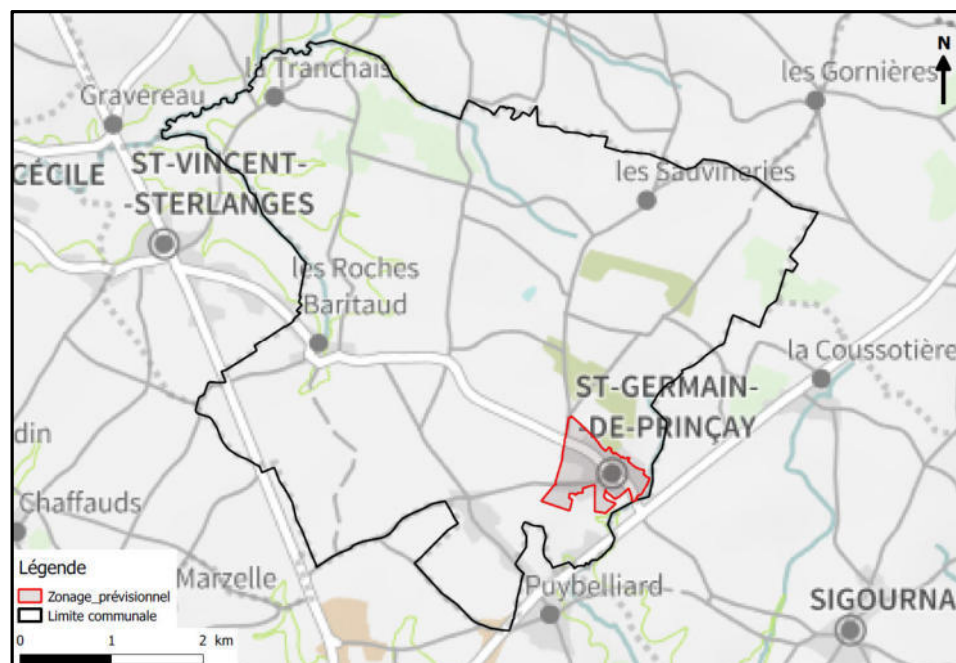 N
la Tranchais
les Gornières
Gravereau
CÉCILE
ST-VINCENT-
-STERLANGES
les Sauvineries
les Roches
Baritaud
la Coussotière
ST-GERMAIN-
-DE-PRINÇAY
din
Chaffauds
Marzelle
Puybelliard
SIGOURNA
Légende
Zonage_prévisionnel
Limite communale
0 1 2 km